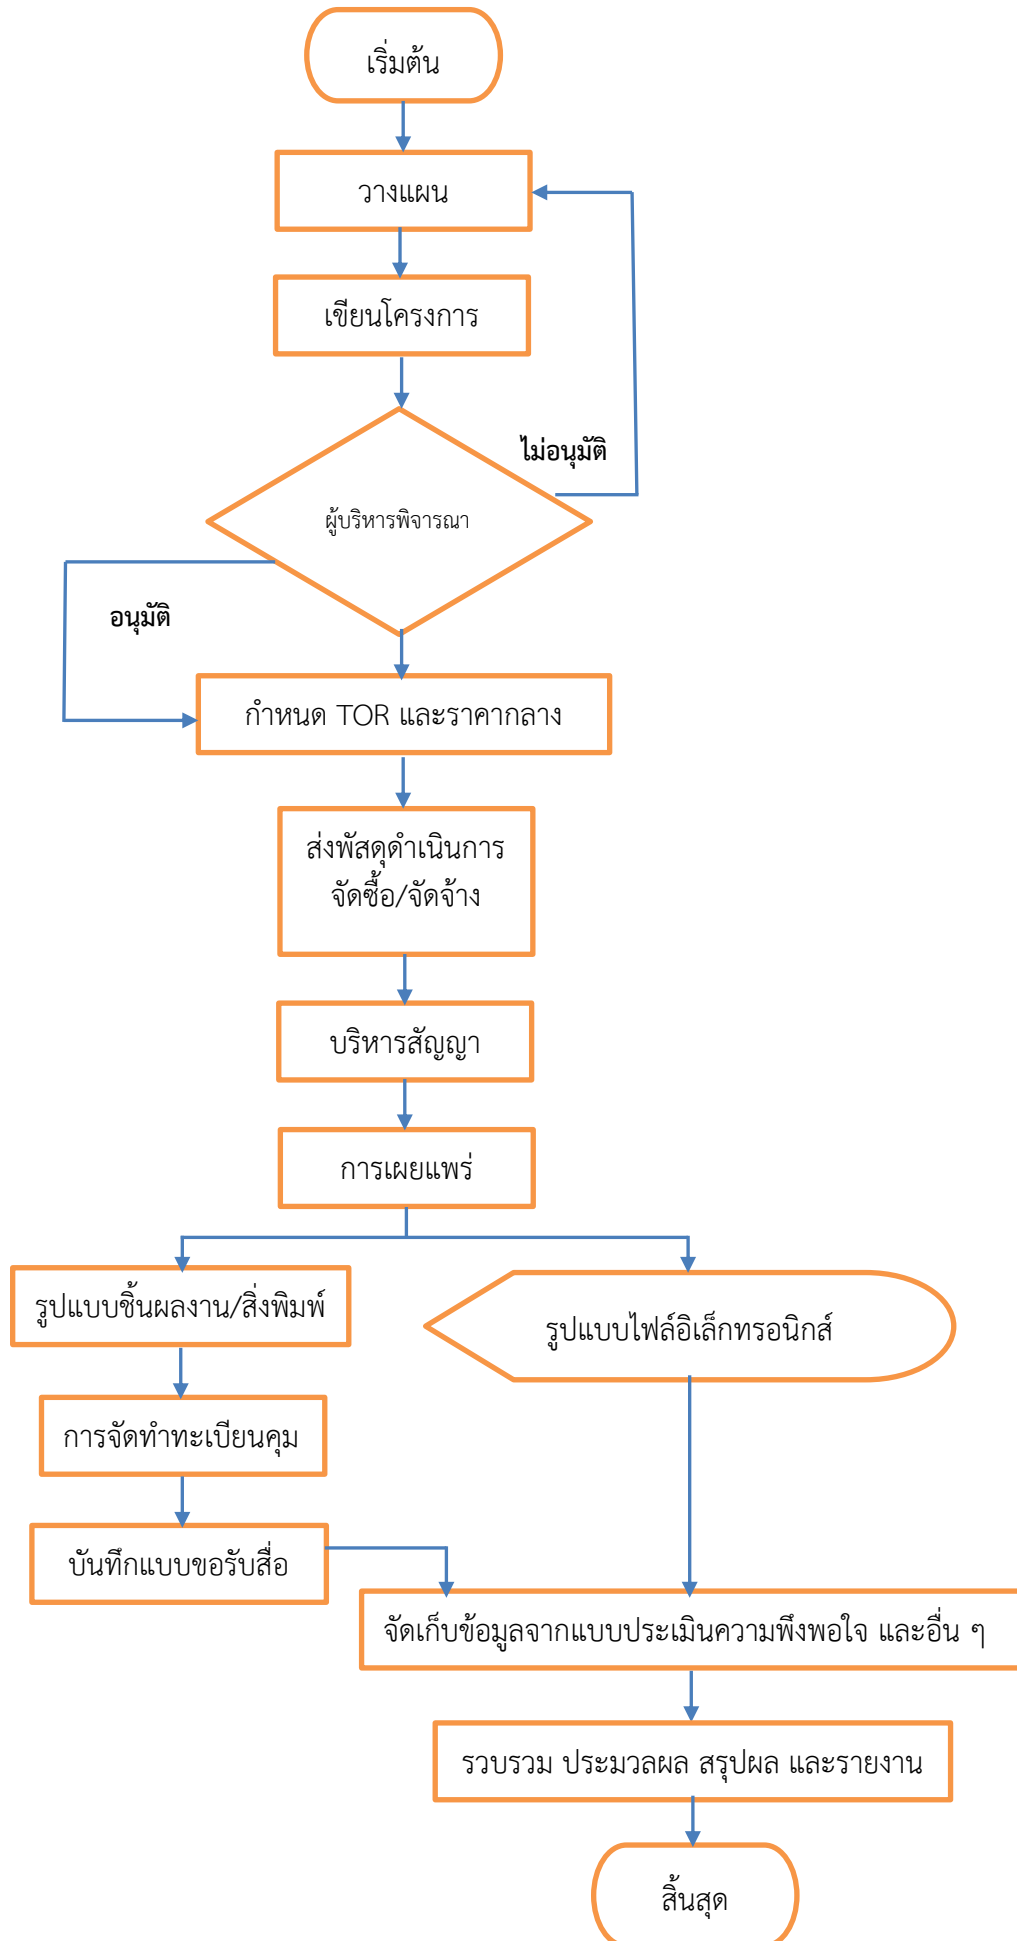 เริ่มต้น
วางแผน
เขียนโครงการ
ไม่อนุมัติ
ผู้บริหารพิจารณา
อนุมัติ
กำหนด TOR และราคากลาง
ส่งพัสดุดำเนินการ
จัดซื้อ/จัดจ้าง
บริหารสัญญา
การเผยแพร่
รูปแบบชิ้นผลงาน/สิ่งพิมพ์
รูปแบบไฟล์อิเล็กทรอนิกส์
การจัดทำทะเบียนคุม
บันทึกแบบขอรับสื่อ
จัดเก็บข้อมูลจากแบบประเมินความพึงพอใจ และอื่น ๆ
รวบรวม ประมวลผล สรุปผล และรายงาน
สิ้นสุด